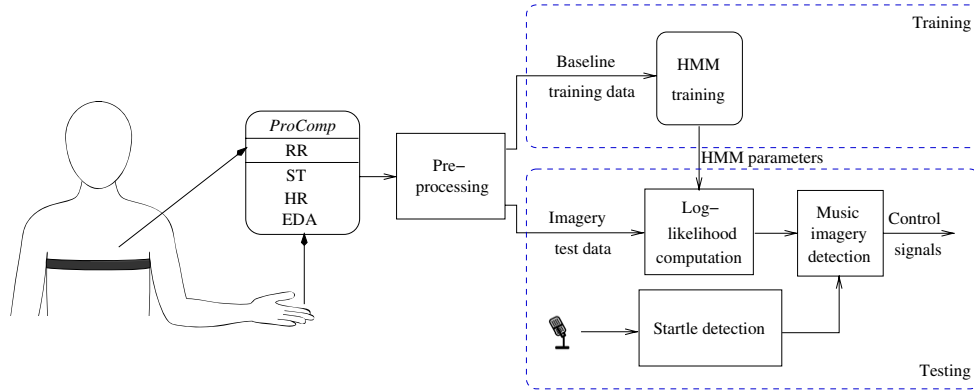 Training
Baseline
training data
HMM
training
ProComp
RR
ST
HR
EDA
Pre–
processing
HMM parameters
Imagery
test data
Log–
likelihood
computation
Music
imagery
detection
Control
signals
Startle detection
Testing